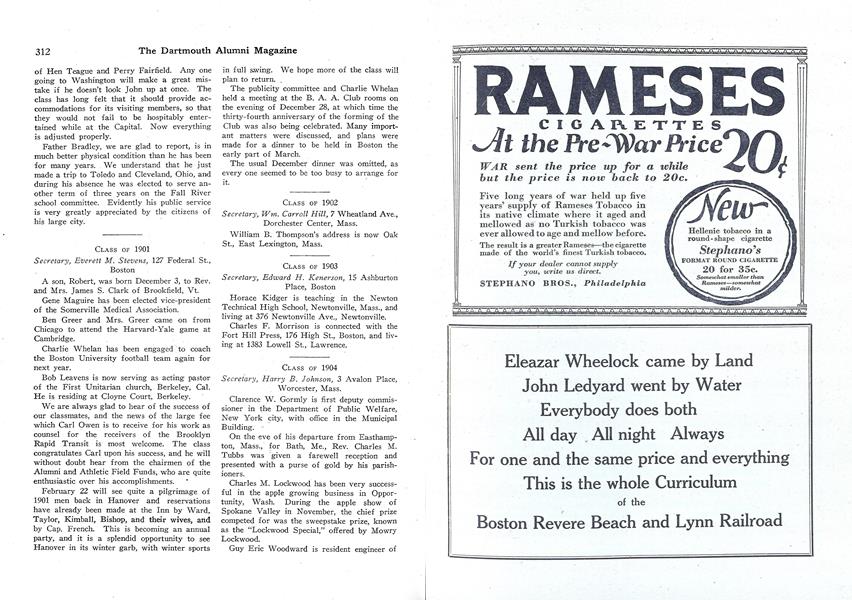 312
The Dartmouth Alumni Magazine
of Hen Teague and Perry Fairfield. Any one
going to Washington will make a great mis-
take if he doesn't look John up at once. The
class has long felt that it should provide ac-
commodations for its visiting members, so that
they would not fail to be hospitably enter-
tained while at the Capital. Now everything
is adjusted properly.
Father Bradley, we are glad to report, is in
much better physical condition than he has been
for many years. We understand that he just
made a trip to Toledo and Cleveland, Ohio, and
during his absence he was elected to serve an-
other term of three years on the Fall River
school committee. Evidently his public service
is very greatly appreciated by the citizens of
his large city.
CLASS OF 1901
Secretary, Everett M. Stevens, 127 Federal St.,
Boston
A son, Robert, was born December 3, to Rev.
and Mrs. James S. Clark of Brookfield, Vt.
Gene Maguire has been elected vice-president
of the Somerville Medical Association.
Ben Greer and Mrs. Greer came on from
Chicago to attend the Harvard-Yale game at
Cambridge.
Charlie Whelan has been engaged to coach
the Boston University football team again for
next year.
Bob Leavens is now serving as acting pastor
of the First Unitarian church, Berkeley, Cal.
He is residing at Cloyne Court, Berkeley.
We are always glad to hear of the success of
our classmates, and the news of the large fee
which Carl Owen is to receive for his work as
counsel for the receivers of the Brooklyn
Rapid Transit is most welcome. The class
congratulates Carl upon his success, and he will
without doubt hear from the chairmen of the
Alumni and Athletic Field Funds, who are quite
enthusiastic over his accomplishments.
February 22 will see quite a pilgrimage of
1901 men back in Hanover and reservations
have already been made at the Inn by Ward,
Taylor, Kimball, Bishop, and their wives, and
by Cap. French. This is becoming an annual
party, and it is a splendid opportunity to see
Hanover in its winter garb, with winter sports
in full swing. We hope more of the class will
plan to return.
The publicity committee and Charlie Whelan
held a meeting at the B. A. A. Club rooms on
the evening of December 28, at which time the
thirty-fourth anniversary of the forming of the
Club was also being celebrated. Many impor-
tant matters were discussed, and plans were
made for a dinner to be held in Boston the
early part of March.
The usual December dinner was omitted, as
every one seemed to be too busy to arrange for
it.
CLASS OF 1902
Secretary, Wm. Carroll Hill, 7 Wheatland Ave.,
Dorchester Center, Mass.
William B. Thompson's address is now Oak
St., East Lexington, Mass.
CLASS OF 1903
Secretary, Edward H. Kenerson, 15 Ashburton
Place, Boston
Horace Kidger is teaching in the Newton
Technical High School, Newtonville, Mass., and
living at 376 Newtonville Ave., Newtonville.
Charles F. Morrison is connected with the
Fort Hill Press, 176 High St., Boston, and liv-
ing at 1383 Lowell St., Lawrence.
CLASS OF 1904
Secretary, Harry B. Johnson, 3 Avalon Place,
Worcester, Mass.
Clarence W. Gormly is first deputy commis-
sioner in the Department of Public Welfare,
New York city, with office in the Municipal
Building.
On the eve of his departure from Easthamp-
ton, Mass., for Bath, Me., Rev. Charles M.
Tubbs was given a farewell reception and
presented with a purse of gold by his parish-
ioners.
Charles M. Lockwood has been very success-
ful in the apple growing business in Oppor-
tunity, Wash. During the apple show of
Spokane Valley in November, the chief prize
competed for was the sweepstake prize, known
as the "Lockwood Special," offered by Mowry
Lockwood.
Guy Eric Woodward is resident engineer of
RAMESES
CIGARETTES
At the Pre-War Price 20¢
WAR sent the price up for a while
but the price is now back to 20c.
Five long years of war held up five
years' supply of Rameses Tobacco in
its native climate where it aged and
mellowed as no Turkish tobacco was
ever allowed to age and mellow before.
The result is a greater Rameses—the cigarette
made of the world's finest Turkish tobacco.
If your dealer cannot supply
you, write us direct.
STEPHANO BROS., Philadelphia
New
Hellenic tobacco in a
round-shape cigarette
Stephano's
FORMAT ROUND CIGARETTE
20 for 35c.
Somewhat smaller than
Rameses—somewhat
milder.
Eleazar Wheelock came by Land
John Ledyard went by Water
Everybody does both
All day All night Always
For one and the same price and everything
This is the whole Curriculum
of the
Boston Revere Beach and Lynn Railroad